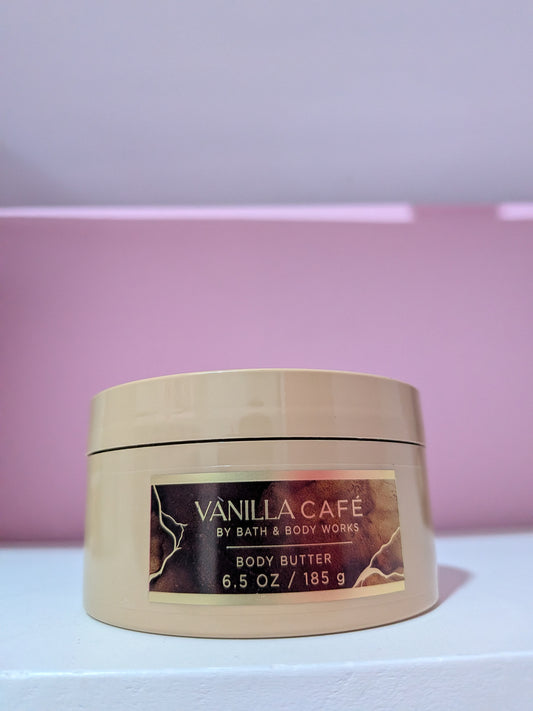 VANILLA CAFÉ
BY BATH & BODY WORKS
BODY BUTTER
6.5 OZ / 185 g